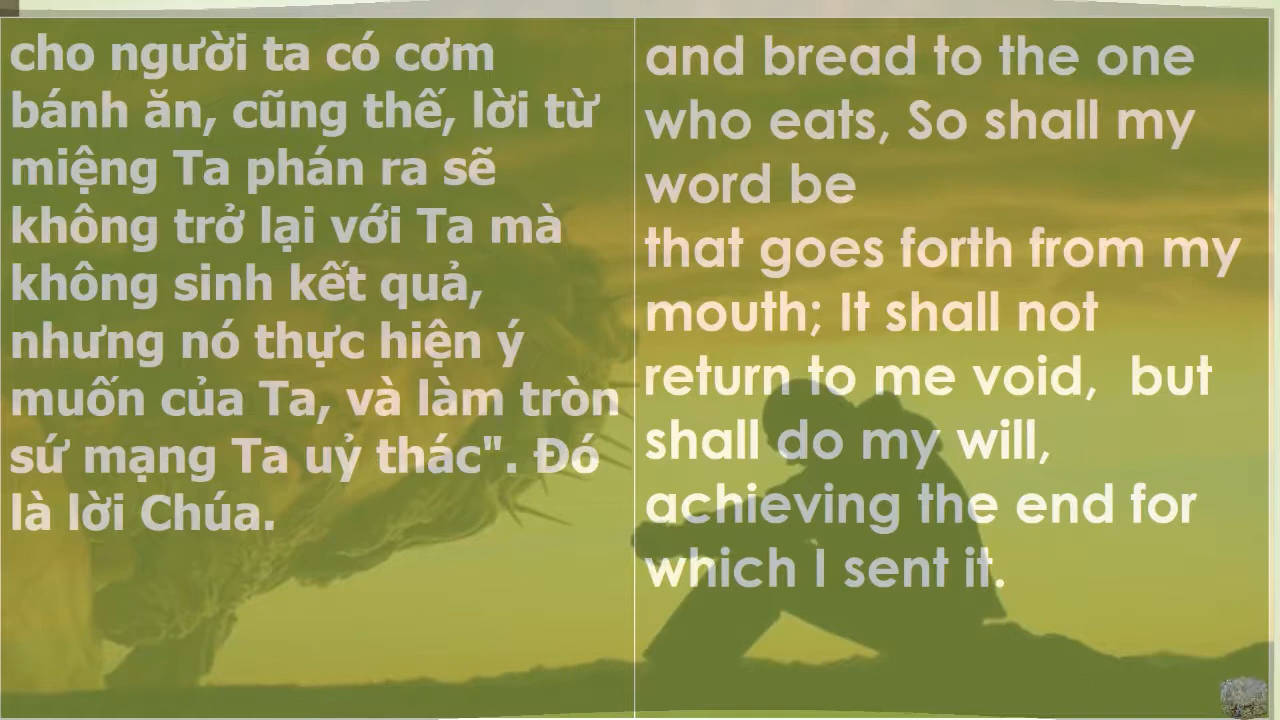 cho người ta có cơm
bánh ăn, cũng thế, lời từ
miệng Ta phán ra sẽ
không trở lại với Ta mà
không sinh kết quả,
nhưng nó thực hiện ý
muốn của Ta, và làm tròn
sứ mạng Ta uỷ thác". Đó
là lời Chúa.
and bread to the one
who eats, So shall my
word be
that goes forth from my
mouth; It shall not
return to me void,  but
shall do my will,
achieving the end for
which I sent it.